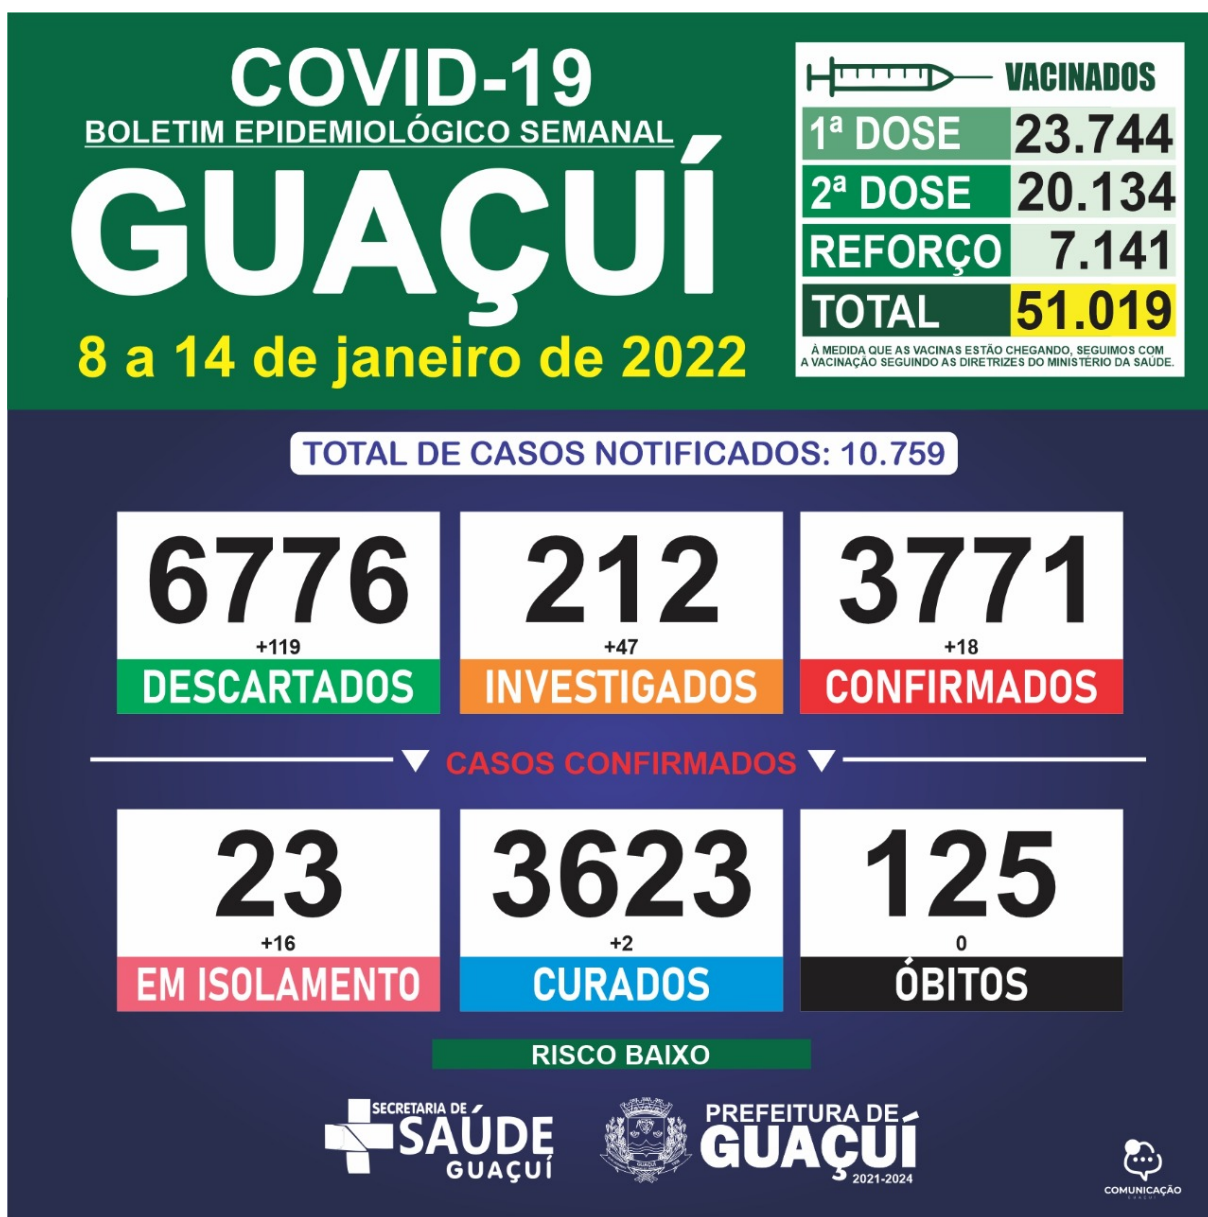 COVID-19
BOLETIM EPIDEMIOLÓGICO SEMANAL
GUAÇUÍ
8 a 14 de janeiro de 2022
VACINADOS
1ª DOSE 23.744
2ª DOSE 20.134
REFORÇO 7.141
TOTAL 51.019
À MEDIDA QUE AS VACINAS ESTÃO CHEGANDO, SEGUIMOS COM
A VACINAÇÃO SEGUINDO AS DIRETRIZES DO MINISTÉRIO DA SAÚDE.
TOTAL DE CASOS NOTIFICADOS: 10.759
6776
+119
DESCARTADOS
212
+47
INVESTIGADOS
3771
+18
CONFIRMADOS
CASOS CONFIRMADOS
23
+16
EM ISOLAMENTO
3623
+2
CURADOS
125
0
ÓBITOS
RISCO BAIXO
SECRETARIA DE
SAÚDE
GUAÇUÍ
PREFEITURA DE
GUAÇUÍ
2021-2024
COMUNICAÇÃO